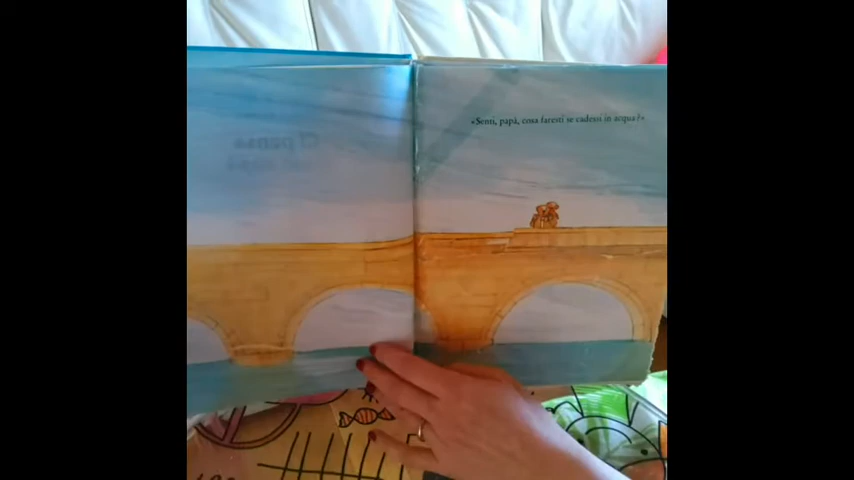 «Senti, papà, cosa faresti se cadessi in acqua?»